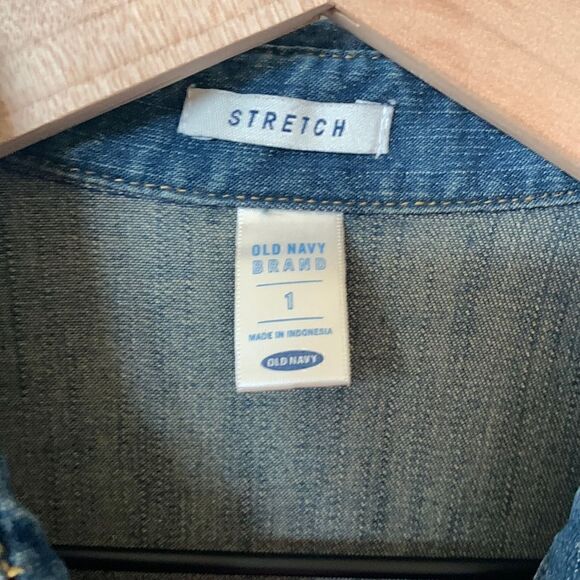 STRETCH
OLD NAVY
BRAND
1
MADE IN INDONESIA
OLD NAVY